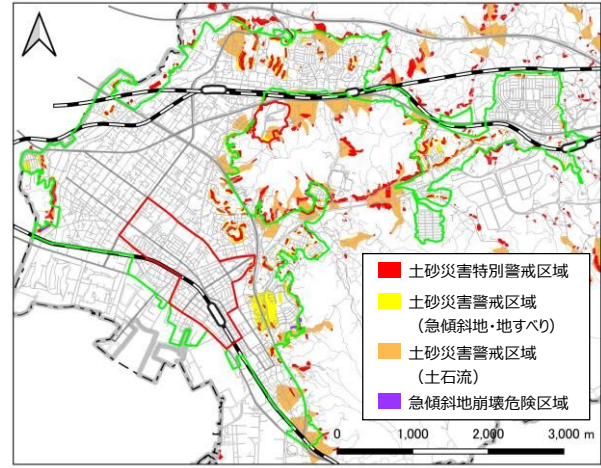 土砂災害特別警戒区域
土砂災害警戒区域
(急傾斜地・地すべり)
土砂災害警戒区域
(土石流)
急傾斜地崩壊危険区域
0 1,000 2,000 3,000 m